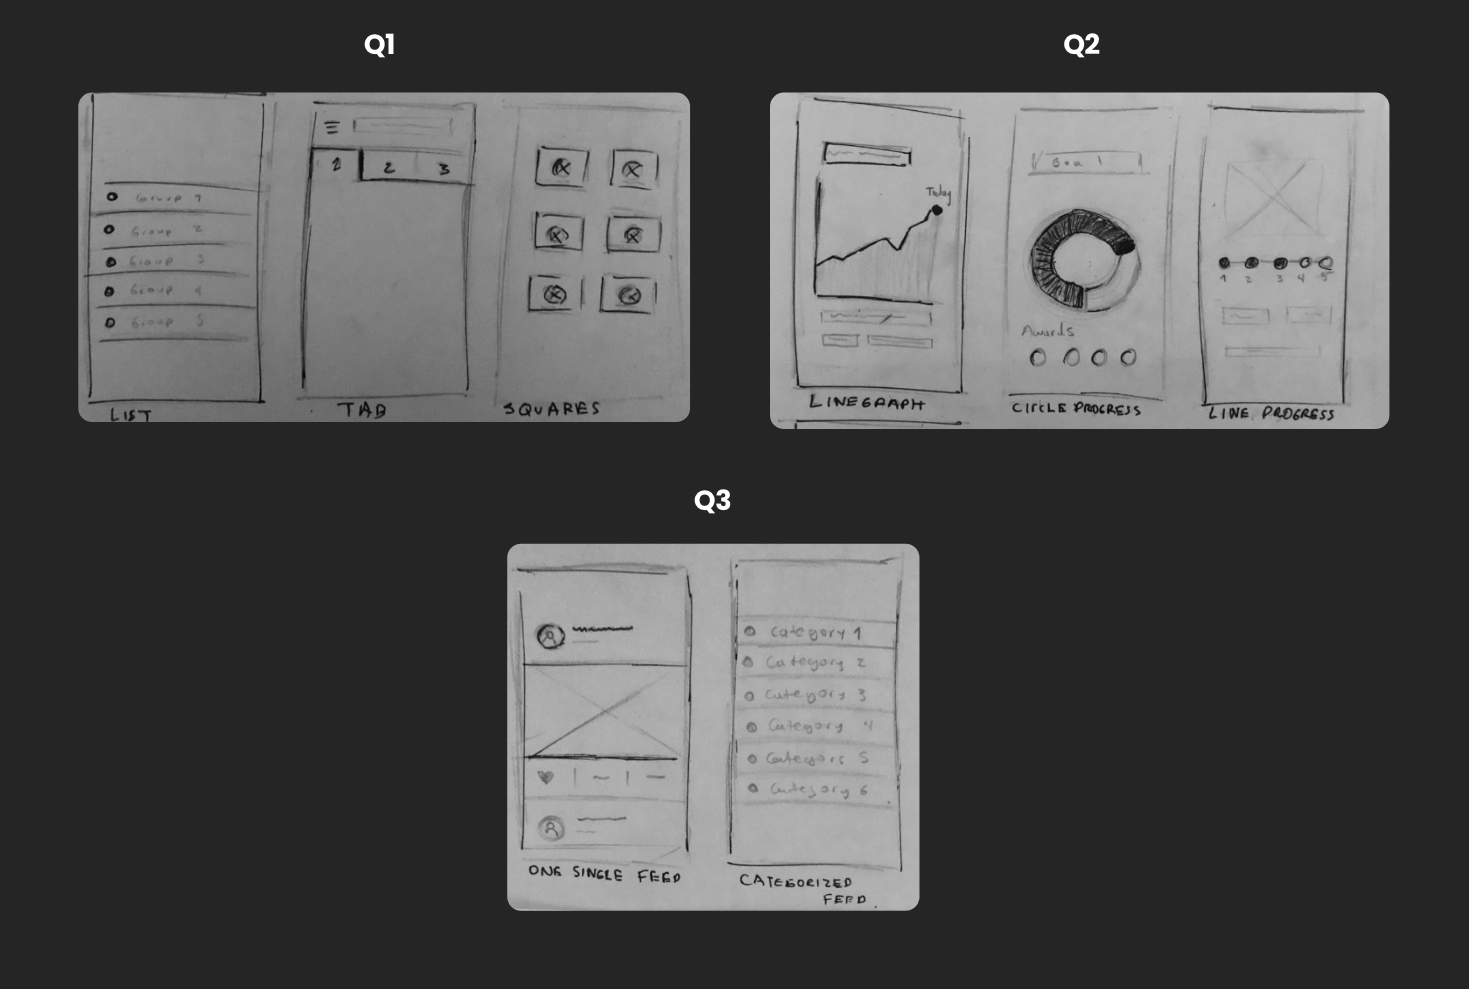 Q1
Group 1
Group 2
Group 3
Group 4
Group 5
LIST
1 2 3
TAB
SQUARES
Q2
Today
LINEGRAPH
Goal 1
Awards
CIRCLE PROGRESS
1 2 3 4 5
LINE PROGRESS
Q3
ONE SINGLE FEED
Category 1
Category 2
Category 3
Category 4
Category 5
Category 6
CATEGORIZED
FEED.